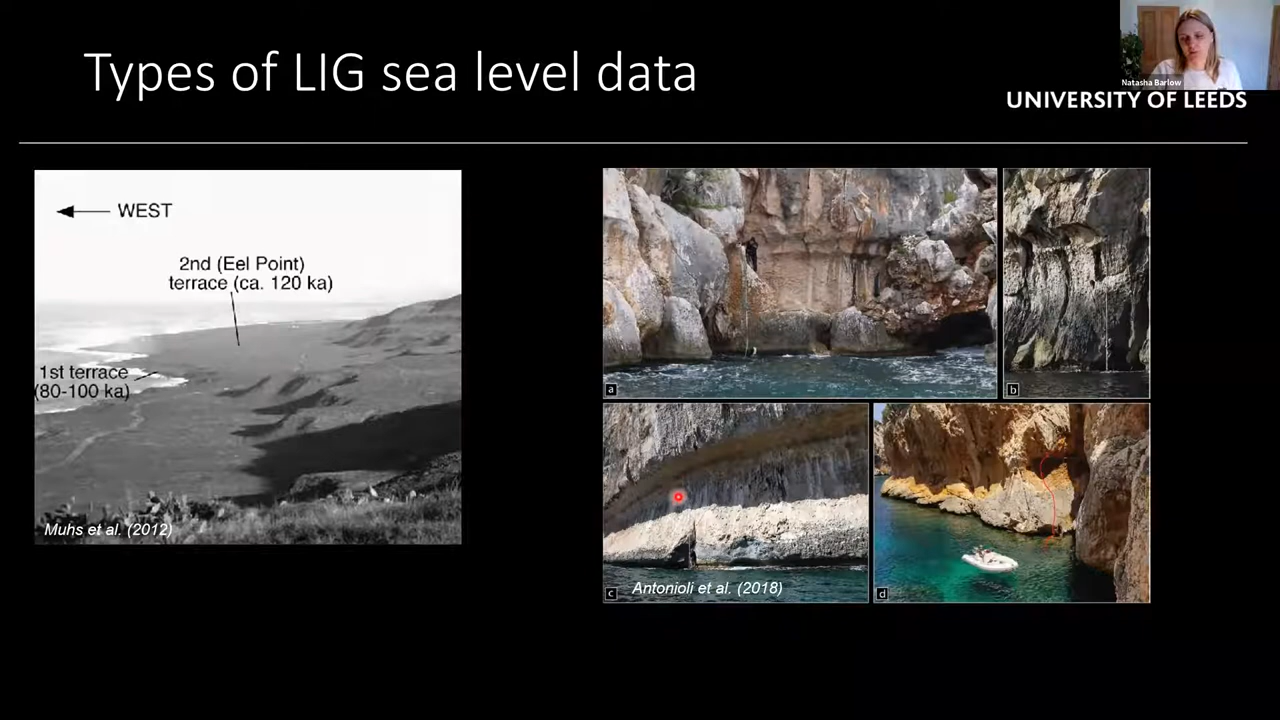 Types of LIG sea level data
Natasha Barlow
UNIVERSITY OF LEEDS
WEST
2nd (Eel Point)
terrace (ca. 120 ka)
1st terrace
(80-100 ka)
Muhs et al. (2012)
a
b
c
Antonioli et al. (2018)
d